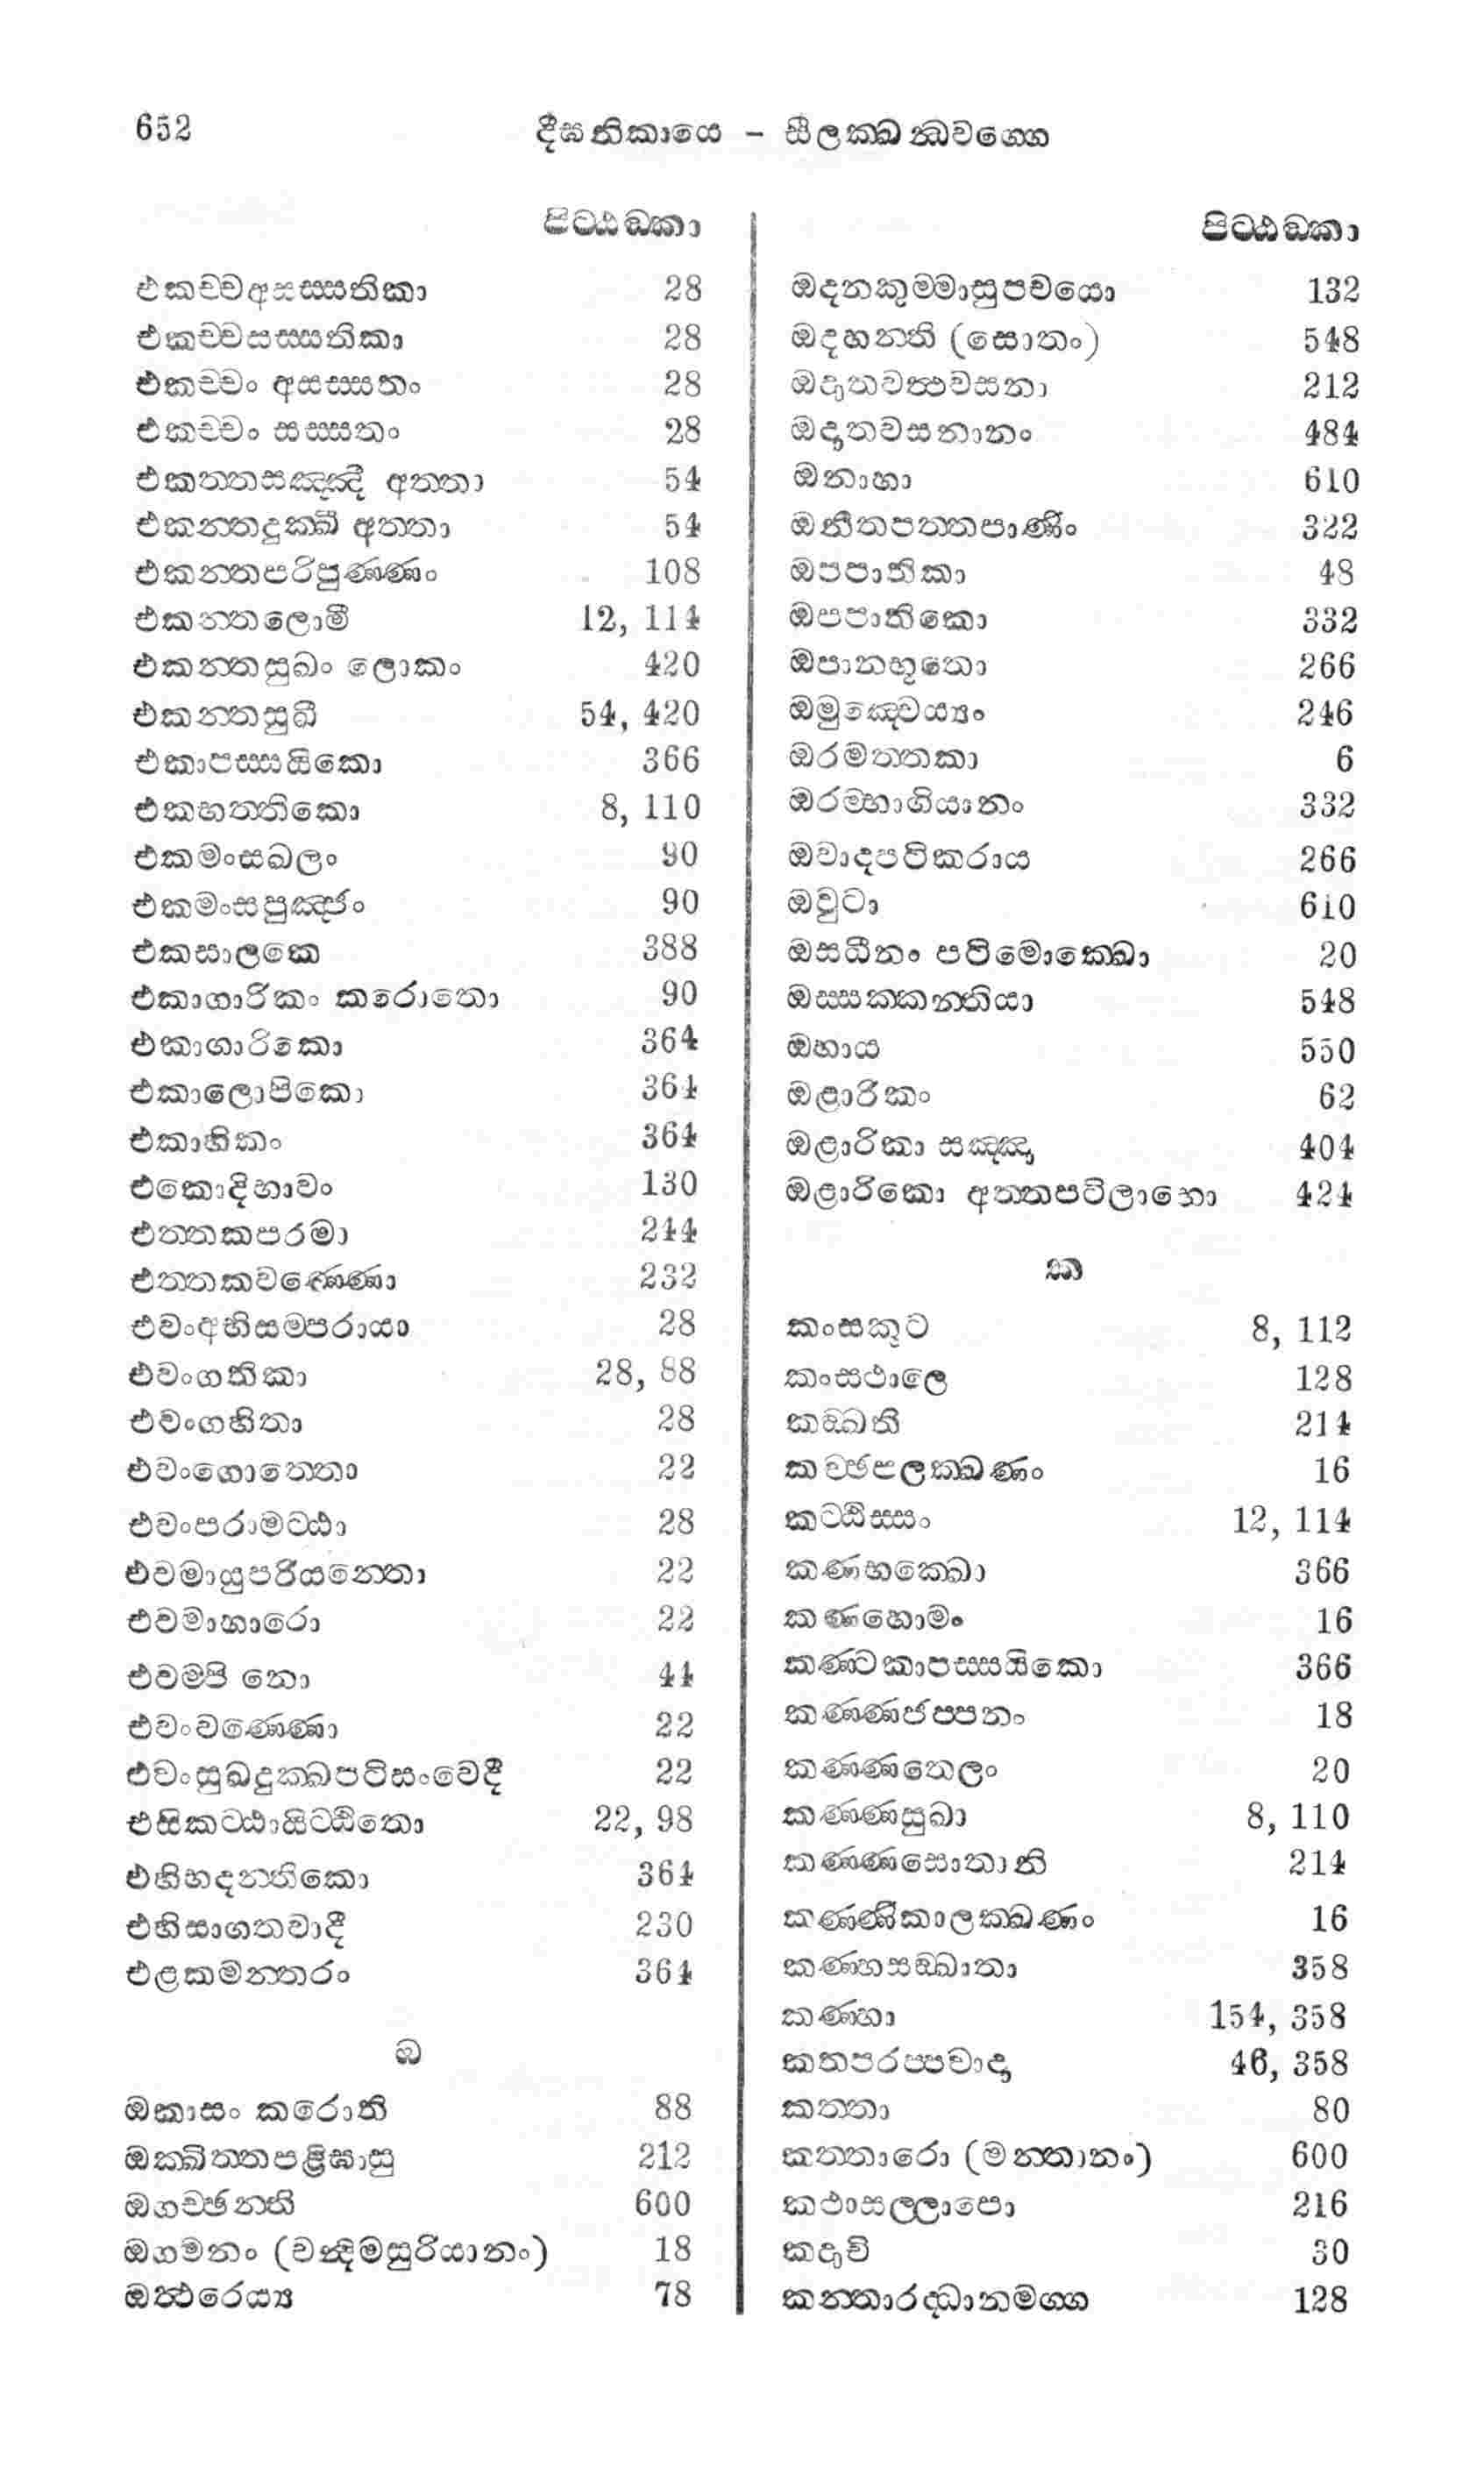 652 දීඝනිකායෙ - සීලක්ඛන්ධවග්ගෙ
පිට්ඨඞ්කා
එකච්චඅසස්සතිකා 28
එකච්චසස්සතිකා 28
එකච්චං අසස්සතං 28
එකච්චං සස්සතං 28
එකත්තසඤ්ඤී අත්තා 54
එකන්තදුක්ඛී අත්තා 54
එකන්තපරිපුණ්ණං 108
එකන්තලොමී 12, 114
එකන්තසුඛං ලොකං 420
එකන්තසුඛී 54, 420
එකාපස්සයිකො 366
එකභත්තිකො 8, 110
එකමංසඛලං 90
එකමංසපුඤ්ජං 90
එකසාලකෙ 388
එකාගාරිකං කරොතො 90
එකාගාරිකො 364
එකාලොපිකො 364
එකාහිකං 364
එකොදිභාවං 130
එත්තකපරමා 244
එත්තකවණ්ණො 232
එවංඅභිසම්පරායා 28
එවංගතිකා 28, 88
එවංගහිතා 28
එවංගොත්තො 22
එවංපරාමට්ඨා 28
එවමායුපරියන්තො 22
එවමාහාරො 22
එවම්පි නො 44
එවංවණ්ණො 22
එවංසුඛදුක්ඛපටිසංවෙදී 22
එසිකට්ඨායිට්ඨිතො 22, 98
එහිභදන්තිකො 364
එහිසාගතවාදී 230
එළකමන්තරං 364
ඔ
ඔකාසං කරොති 88
ඔක්ඛිත්තපළිඝාසු 212
ඔගච්ඡන්ති 600
ඔගමනං (චන්දිමසුරියානං) 18
ඔත්ථරෙය්‍ය 78
පිට්ඨඞ්කා
ඔදනකුම්මාසුපචයො 132
ඔදහන්ති (සොතං) 548
ඔදාතවත්ථවසනා 212
ඔදාතවසනානං 484
ඔනාහා 610
ඔනීතපත්තපාණිං 322
ඔපපාතිකා 48
ඔපපාතිකො 332
ඔපානභූතො 266
ඔමුඤ්චෙය්‍යං 246
ඔරමත්තකා 6
ඔරම්භාගියානං 332
ඔවාදපටිකරාය 266
ඔවුටා 610
ඔසධීනං පටිමොක්ඛො 20
ඔස්සක්කන්තියා 548
ඔහාය 550
ඔළාරිකං 62
ඔළාරිකා සඤ්ඤා 404
ඔළාරිකො අත්තපටිලාභො 424
ක
කංසකූට 8, 112
කංසථාලෙ 128
කඞ්ඛති 214
කච්ඡපලක්ඛණං 16
කට්ඨිස්සං 12, 114
කණභක්ඛො 366
කණහොමං 16
කණ්ටකාපස්සයිකො 366
කණ්ණජප්පනං 18
කණ්ණතෙලං 20
කණ්ණසුඛා 8, 110
කණ්ණසොතානි 214
කණ්ණිකාලක්ඛණං 16
කණ්හසඞ්ඛාතා 358
කණ්හා 154, 358
කතපරප්පවාදා 46, 358
කත්තා 80
කත්තාරො (මන්තානං) 600
කථාසල්ලාපො 216
කදාචි 30
කන්තාරද්ධානමග්ග 128